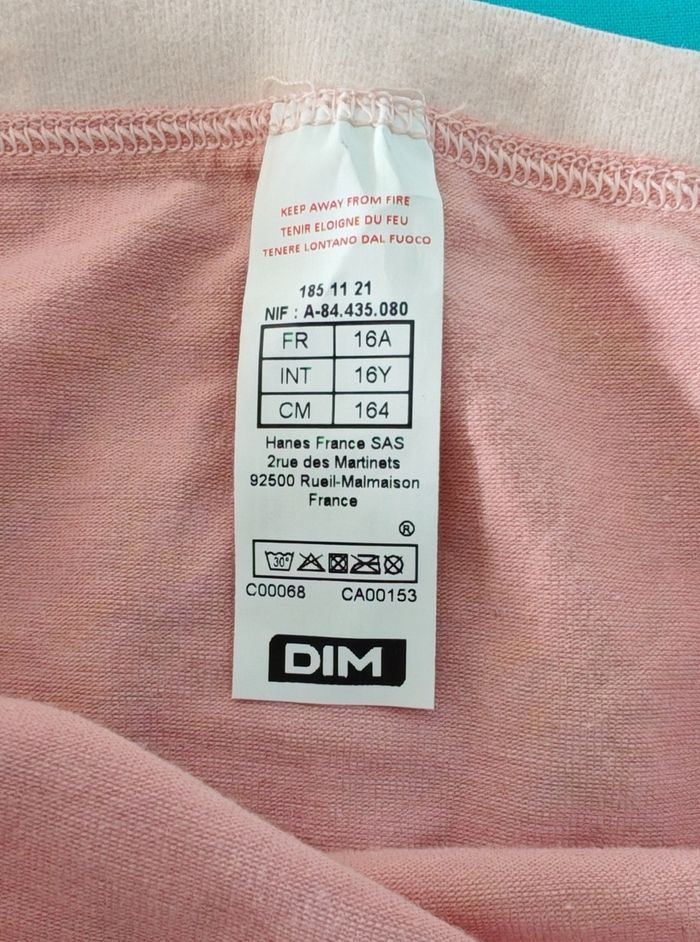 KEEP AWAY FROM FIRE
TENIR ELOIGNE DU FEU
TENERE LONTANO DAL FUOCO
185 11 21
NIF : A-84.435.080
FR 16A
INT 16Y
CM 164
Hanes France SAS
2rue des Martinets
92500 Rueil-Malmaison
France
®
30°
C00068 CA00153
DIM